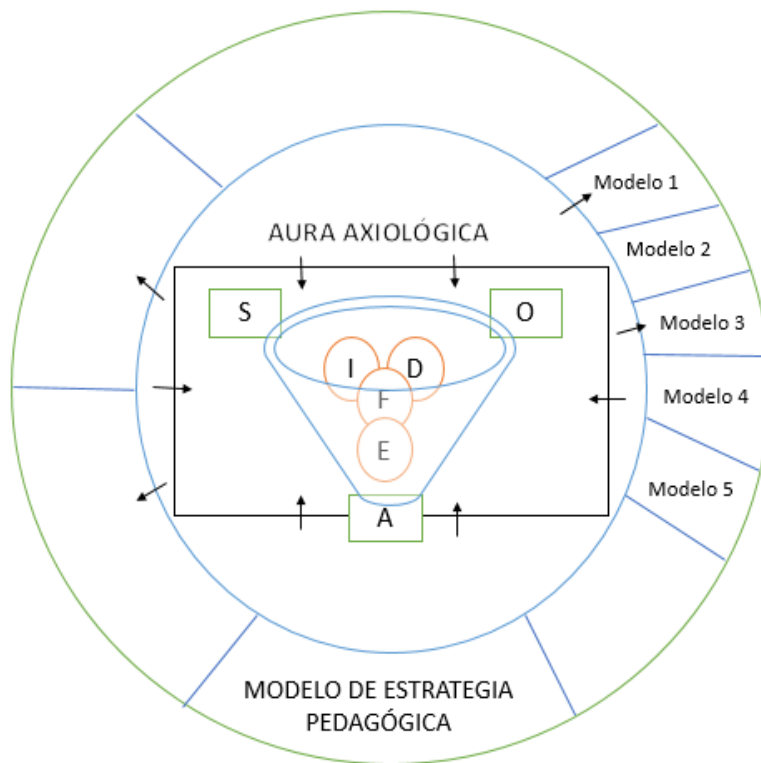 Modelo 1
AURA AXIOLÓGICA
Modelo 2
S
O
Modelo 3
I
D
F
Modelo 4
E
Modelo 5
A
MODELO DE ESTRATEGIA
PEDAGÓGICA